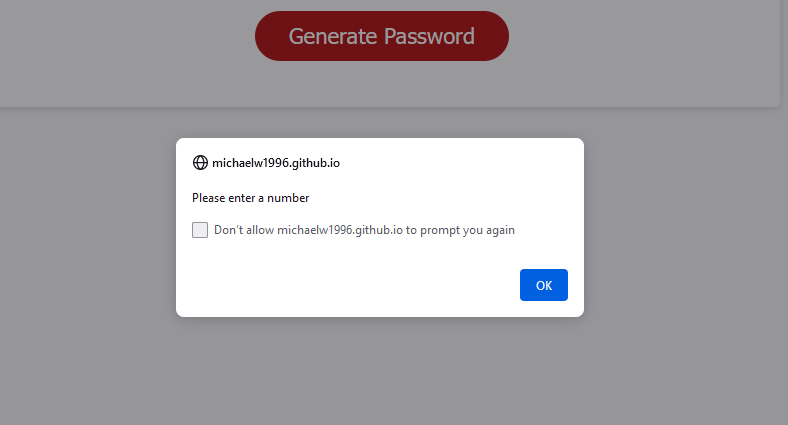 Generate Password
michaelw1996.github.io
Please enter a number
Don't allow michaelw1996.github.io to prompt you again
OK